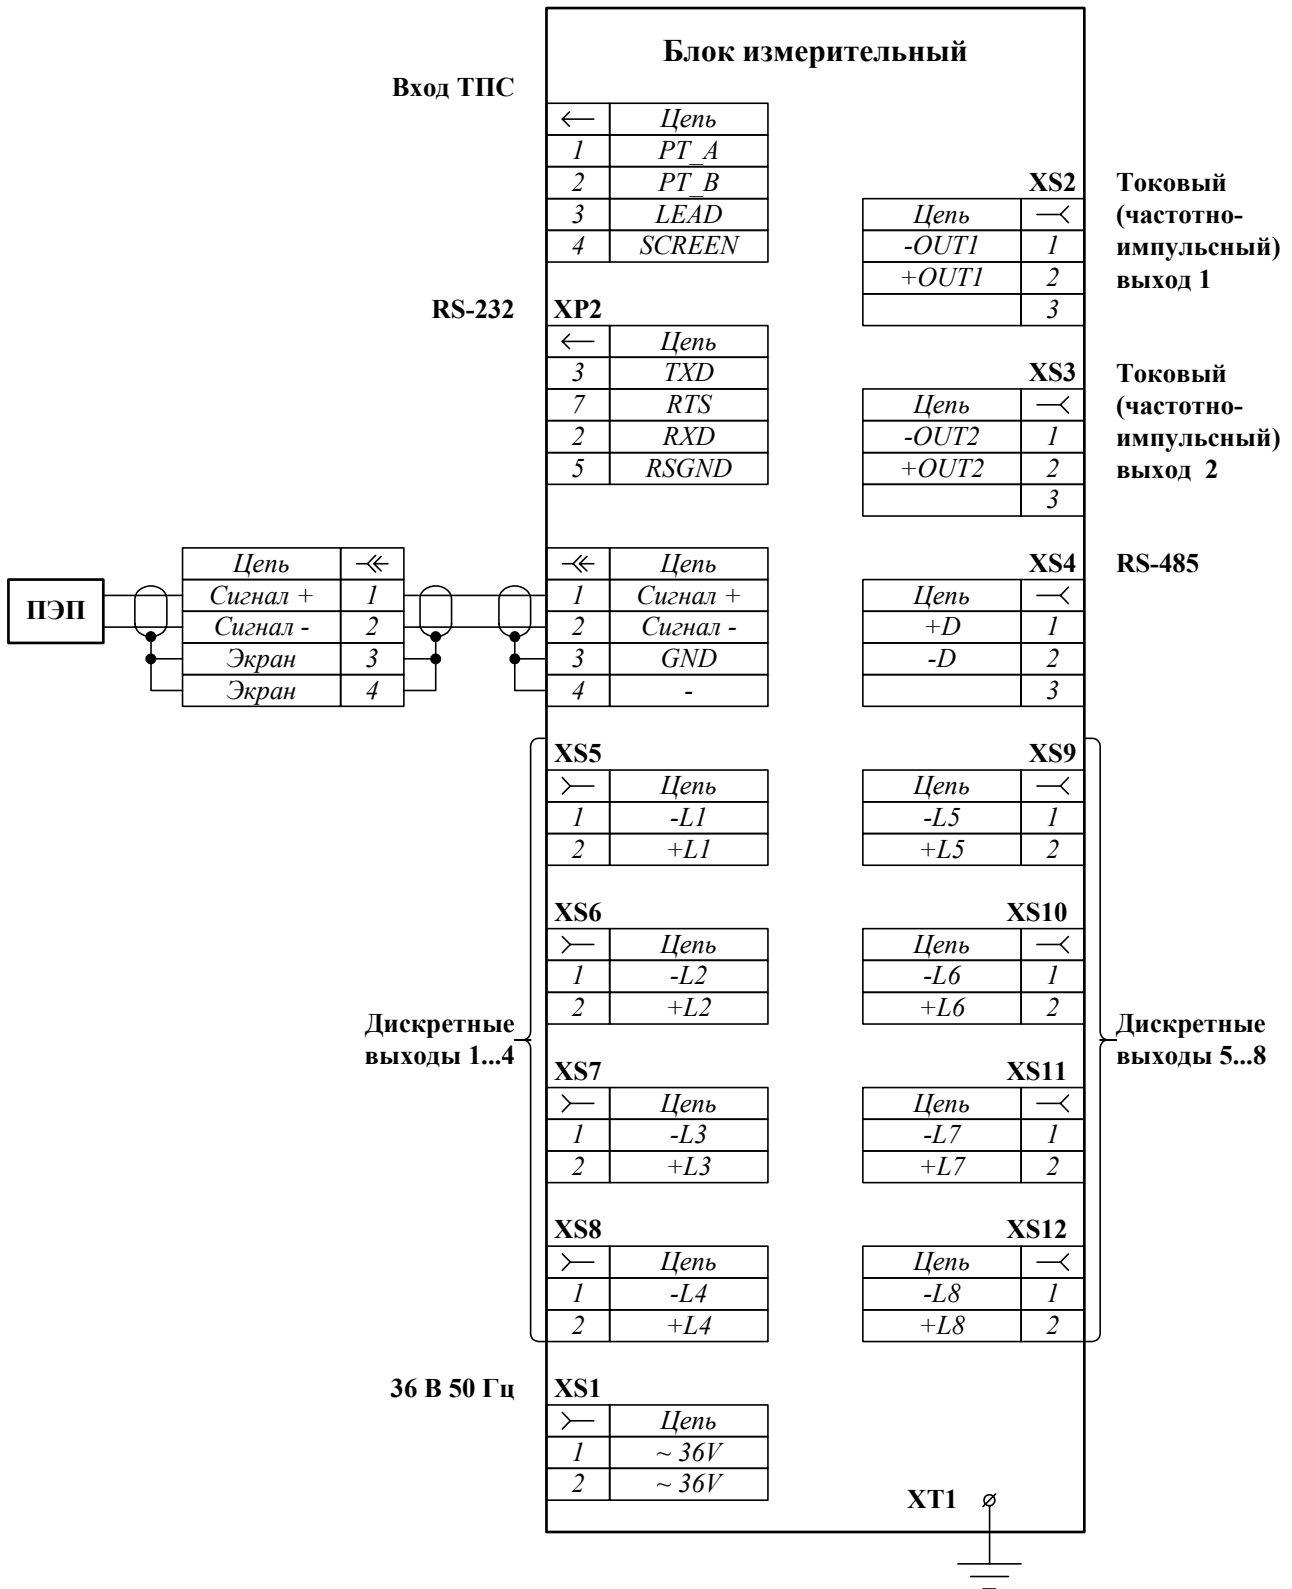 Блок измерительный
Вход ТПС
← Цепь
1 PT_A
2 PT_B
3 LEAD
4 SCREEN
RS-232 XP2
← Цепь
3 TXD
7 RTS
2 RXD
5 RSGND
XS2 Токовый
(частотно-
импульсный)
выход 1
Цепь
-OUT1 1
+OUT1 2
3
XS3 Токовый
(частотно-
импульсный)
выход 2
Цепь
-OUT2 1
+OUT2 2
3
ПЭП
Цепь
Сигнал + 1
Сигнал - 2
Экран 3
Экран 4
Цепь
1 Сигнал +
2 Сигнал -
3 GND
4 -
XS4 RS-485
Цепь
+D 1
-D 2
3
Дискретные
выходы 1...4
XS5
Цепь
1 -L1
2 +L1
XS6
Цепь
1 -L2
2 +L2
XS7
Цепь
1 -L3
2 +L3
XS8
Цепь
1 -L4
2 +L4
XS9
Цепь
-L5 1
+L5 2
XS10
Цепь
-L6 1
+L6 2
XS11
Цепь
-L7 1
+L7 2
XS12
Цепь
-L8 1
+L8 2
Дискретные
выходы 5...8
36 В 50 Гц XS1
Цепь
1 ~ 36V
2 ~ 36V
XT1